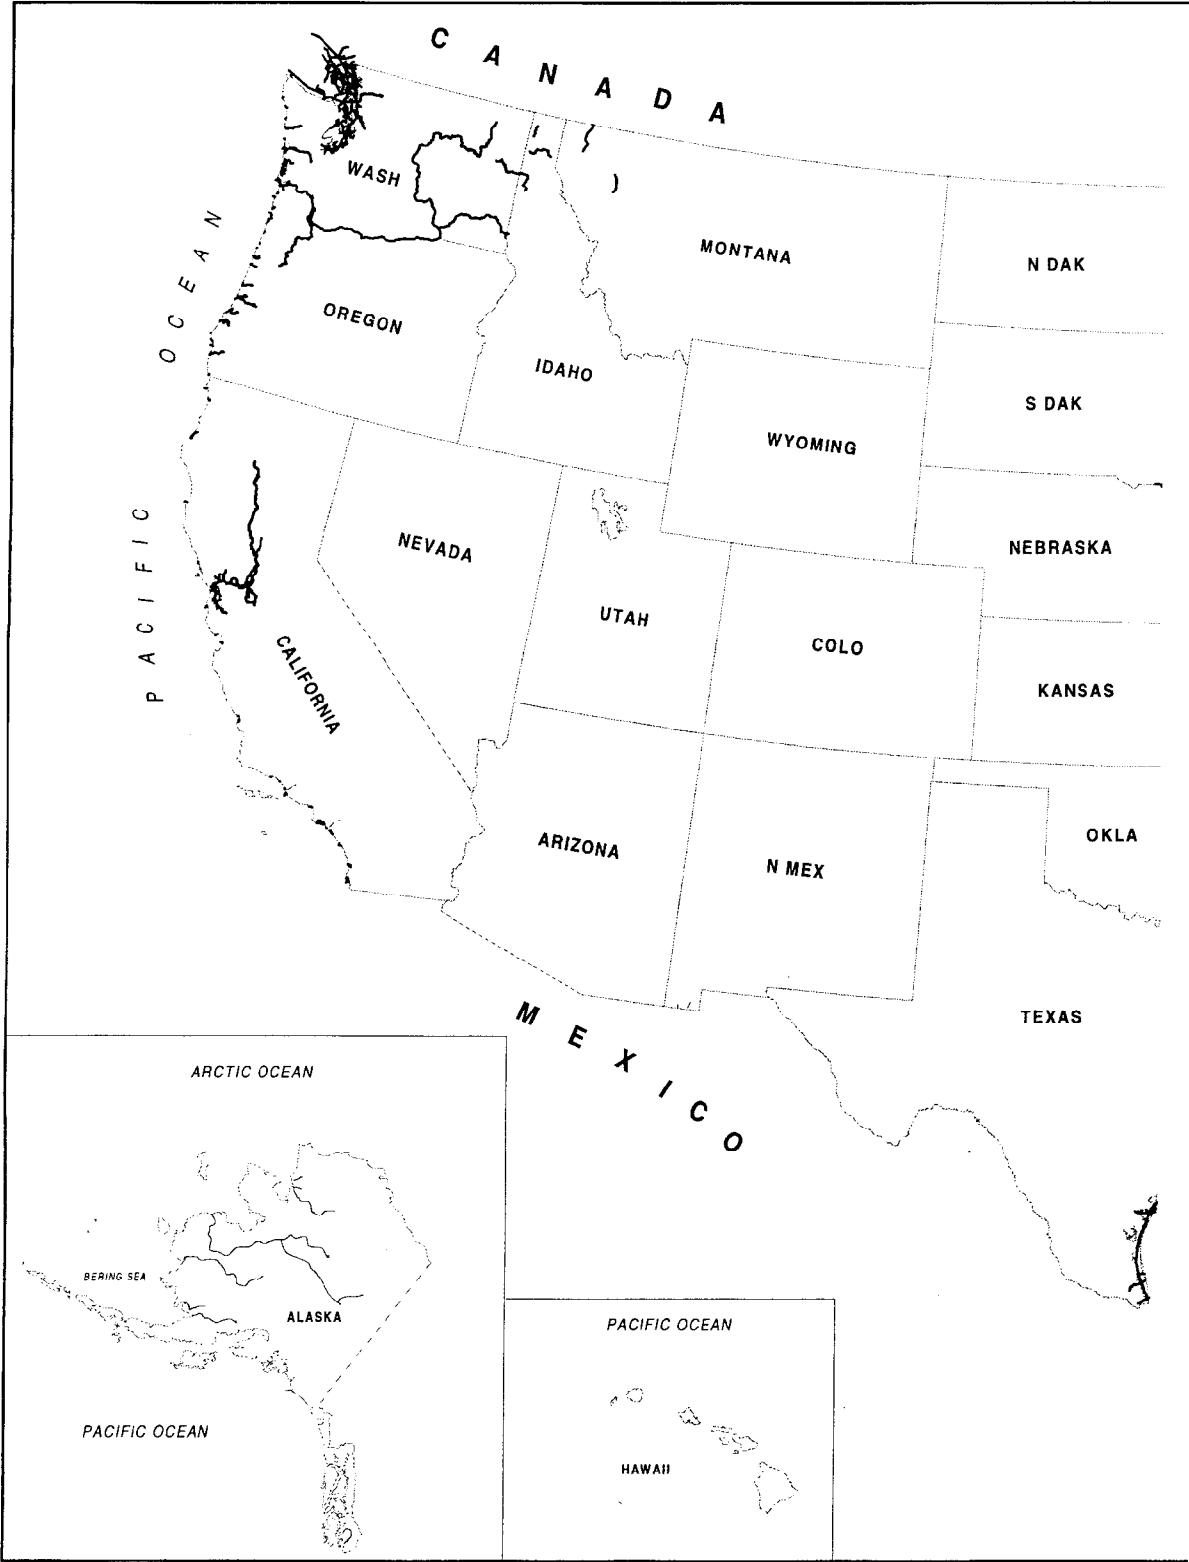 CANADA
WASH
MONTANA
N DAK
OREGON
IDAHO
S DAK
WYOMING
PACIFIC OCEAN
NEVADA
NEBRASKA
UTAH
COLO
CALIFORNIA
KANSAS
ARIZONA
N MEX
OKLA
MEXICO
TEXAS
ARCTIC OCEAN
BERING SEA
ALASKA
PACIFIC OCEAN
PACIFIC OCEAN
HAWAII